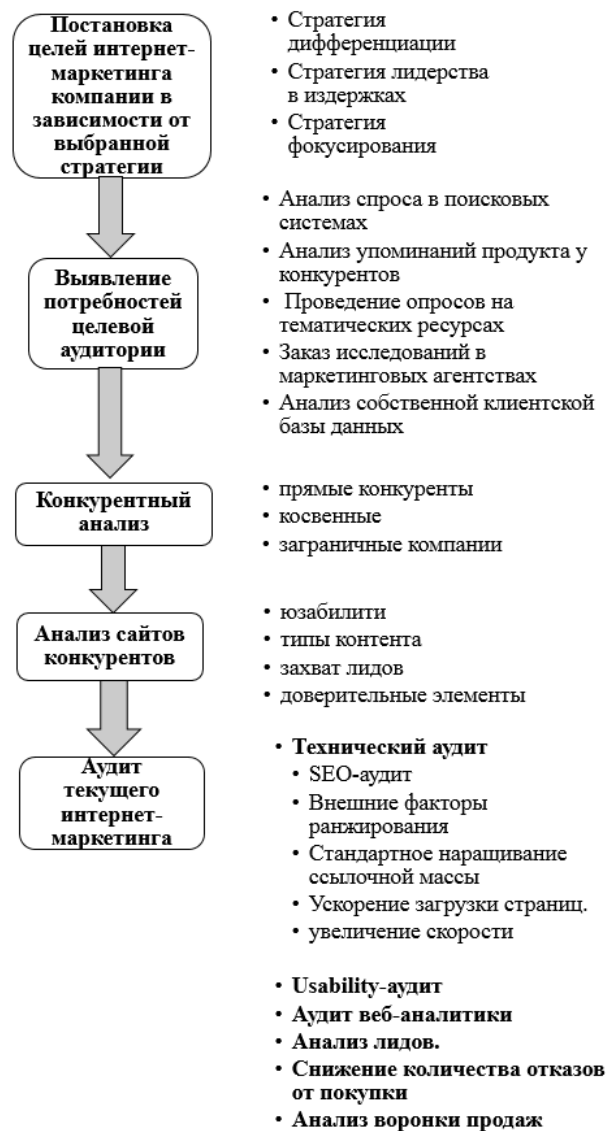 Постановка
целей интернет-
маркетинга
компании в
зависимости от
выбранной
стратегии
• Стратегия
дифференциации
• Стратегия лидерства
в издержках
• Стратегия
фокусирования
Выявление
потребностей
целевой
аудитории
• Анализ спроса в поисковых
системах
• Анализ упоминаний продукта у
конкурентов
• Проведение опросов на
тематических ресурсах
• Заказ исследований в
маркетинговых агентствах
• Анализ собственной клиентской
базы данных
Конкурентный
анализ
• прямые конкуренты
• косвенные
• заграничные компании
Анализ сайтов
конкурентов
• юзабилити
• типы контента
• захват лидов
• доверительные элементы
Аудит
текущего
интернет-
маркетинга
• Технический аудит
• SEO-аудит
• Внешние факторы
ранжирования
• Стандартное наращивание
ссылочной массы
• Ускорение загрузки страниц.
• увеличение скорости
• Usability-аудит
• Аудит веб-аналитики
• Анализ лидов.
• Снижение количества отказов
от покупки
• Анализ воронки продаж